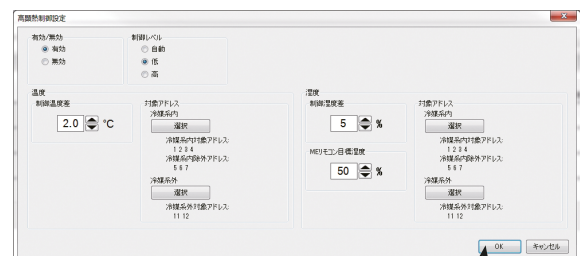 高顕熱制御設定
有効/無効
有効
無効
制御レベル
自動
低
高
温度
制御温度差
2.0 °C
対象アドレス
冷媒系内
選択
冷媒系内対象アドレス:
1 2 3 4
冷媒系内除外アドレス:
5 6 7
冷媒系外
選択
冷媒系外対象アドレス:
11 12
湿度
制御湿度差
5 %
MEリモコン目標湿度
50 %
対象アドレス
冷媒系内
選択
冷媒系内対象アドレス:
1 2 3 4
冷媒系内除外アドレス:
5 6 7
冷媒系外
選択
冷媒系外対象アドレス:
11 12
OK
キャンセル